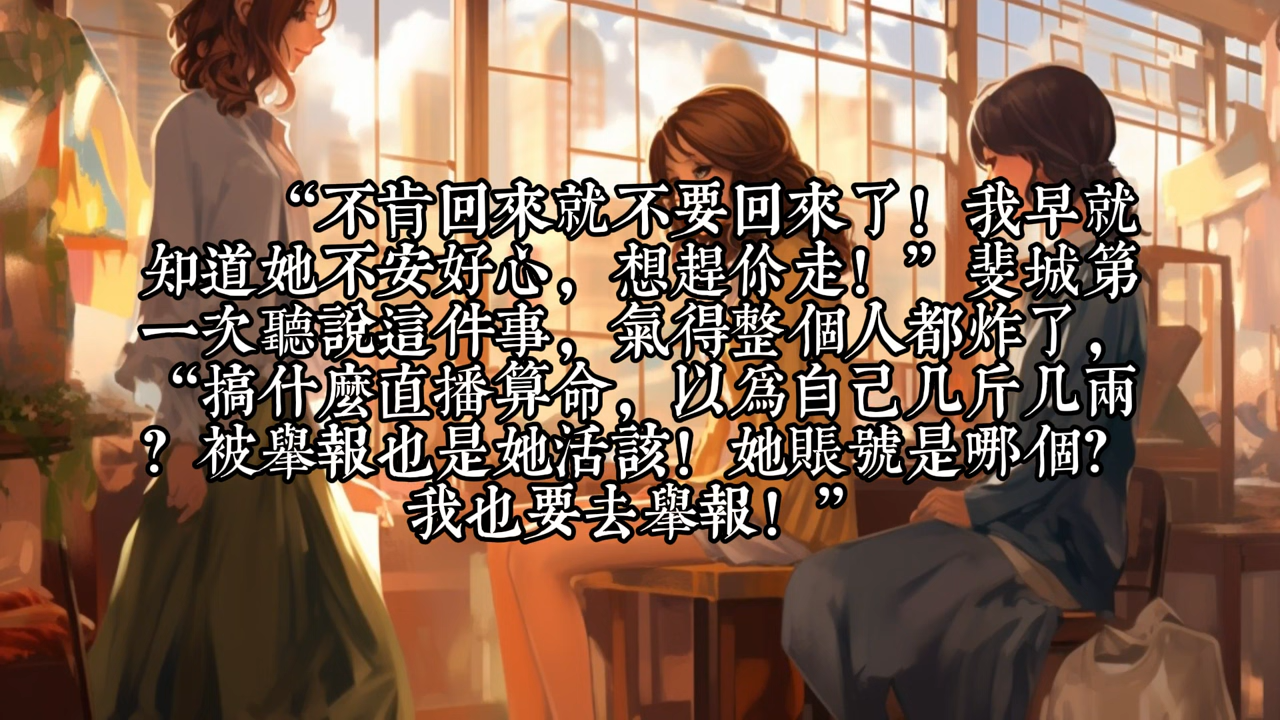 “不肯回來就不要回來了！我早就
知道她不安好心，想趕你走！”斐城第
一次聽說這件事，氣得整個人都炸了，
“搞什麼直播算命，以為自己几斤几兩
？被舉報也是她活該！她賬號是哪個？
我也要去舉報！”